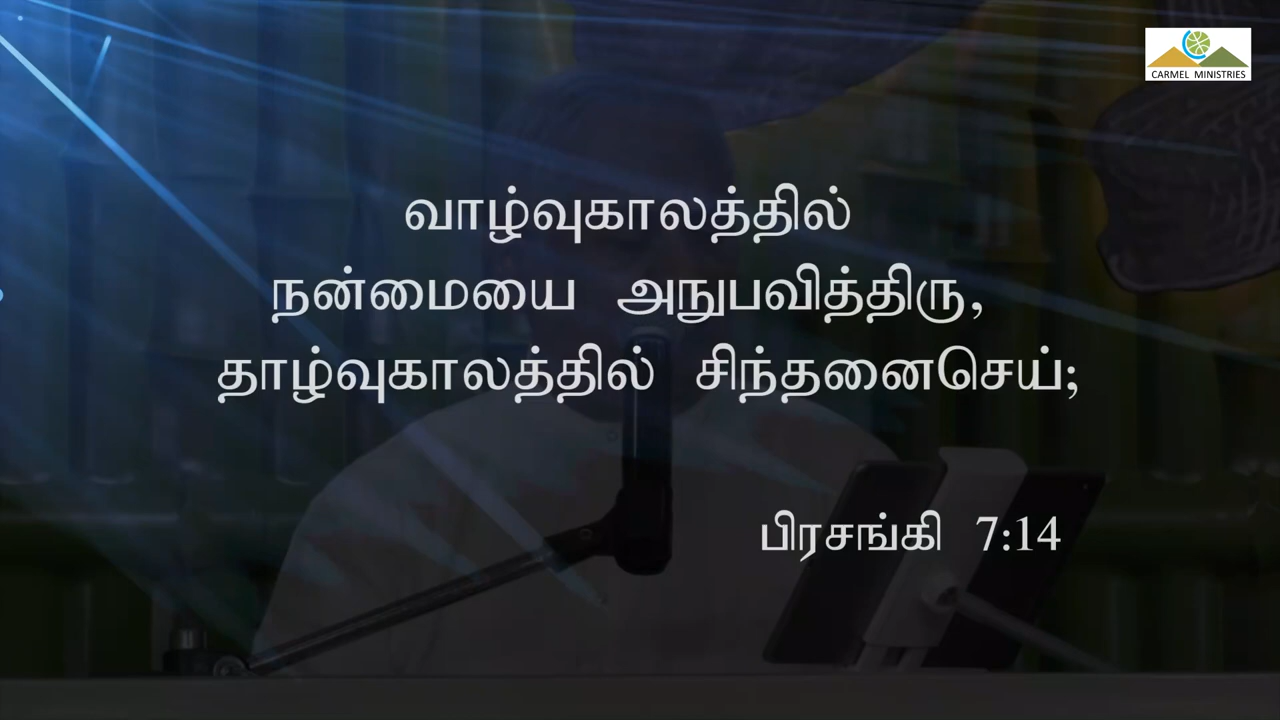 CARMEL MINISTRIES
வாழ்வுகாலத்தில்
நன்மையை அநுபவித்திரு,
தாழ்வுகாலத்தில் சிந்தனைசெய்;
பிரசங்கி 7:14